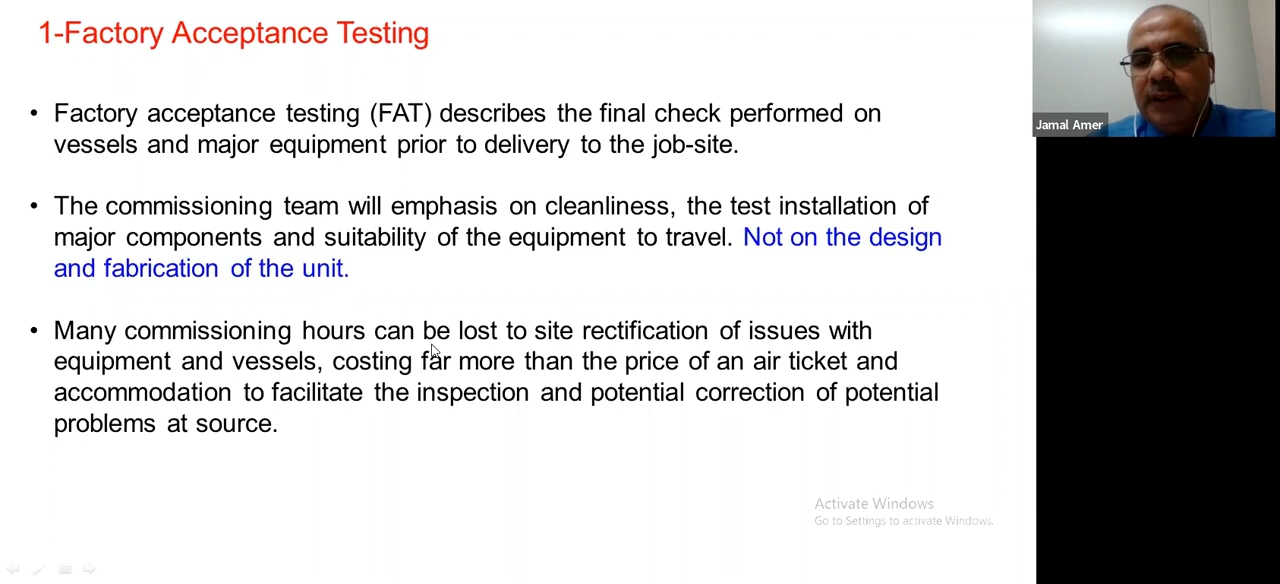 1-Factory Acceptance Testing
• Factory acceptance testing (FAT) describes the final check performed on
vessels and major equipment prior to delivery to the job-site.
• The commissioning team will emphasis on cleanliness, the test installation of
major components and suitability of the equipment to travel. Not on the design
and fabrication of the unit.
• Many commissioning hours can be lost to site rectification of issues with
equipment and vessels, costing far more than the price of an air ticket and
accommodation to facilitate the inspection and potential correction of potential
problems at source.
Jamal Amer
Activate Windows
Go to Settings to activate Windows.